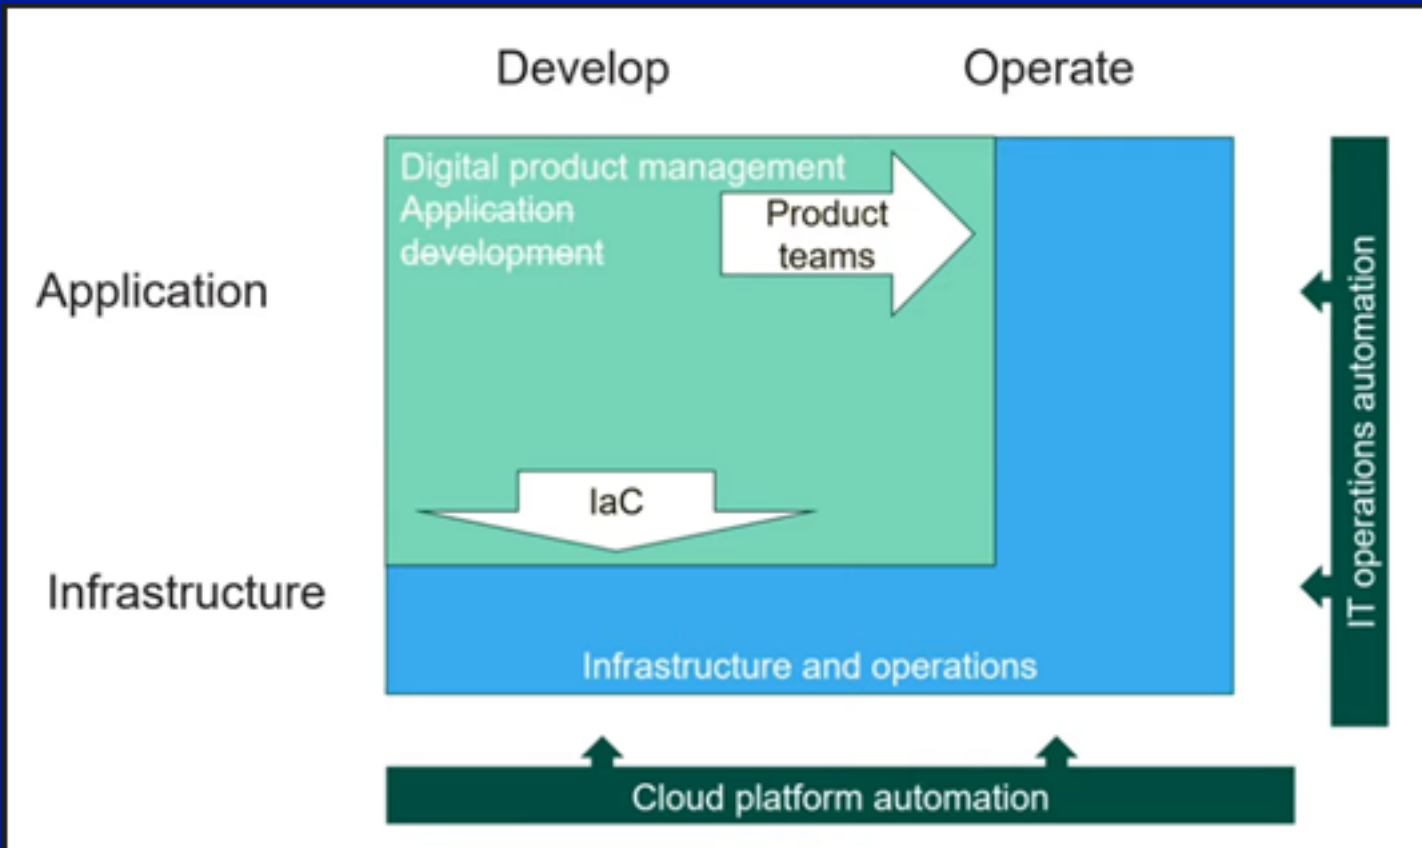 Develop
Operate
Digital product management
Application
development
Product
teams
Application
IaC
Infrastructure
Infrastructure and operations
IT operations automation
Cloud platform automation